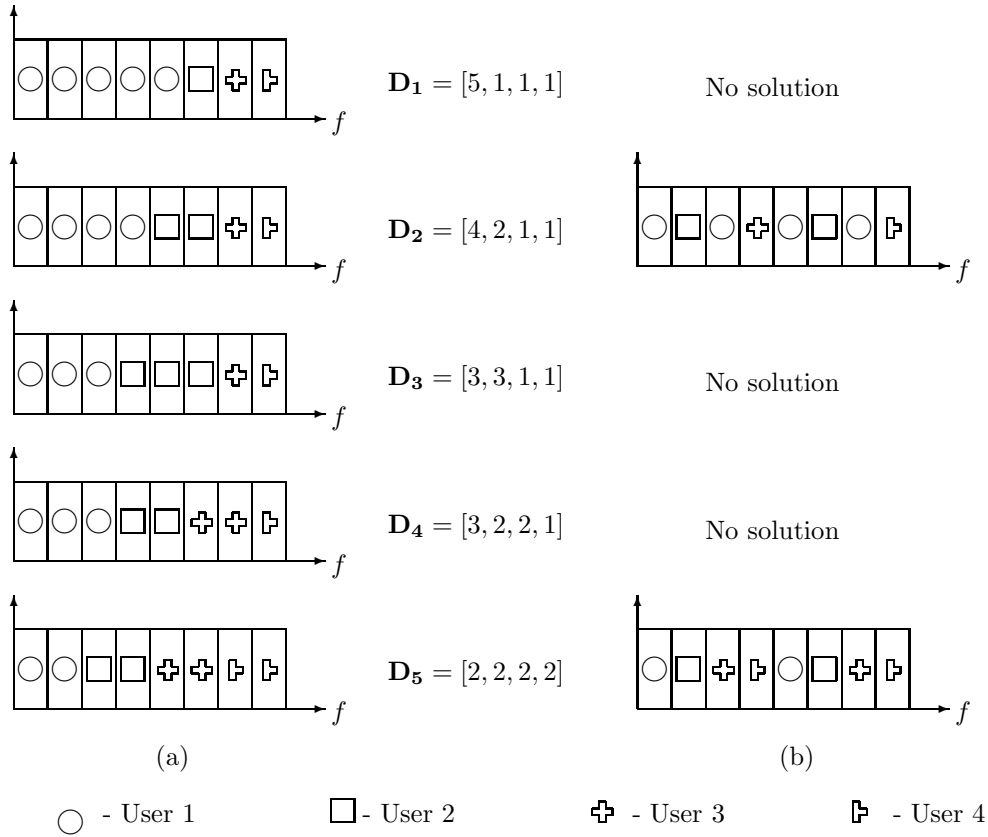 D₁ = [5, 1, 1, 1]
No solution
f
D₂ = [4, 2, 1, 1]
f
f
D₃ = [3, 3, 1, 1]
No solution
f
D₄ = [3, 2, 2, 1]
No solution
f
D₅ = [2, 2, 2, 2]
f
f
(a)
(b)
- User 1
- User 2
- User 3
- User 4